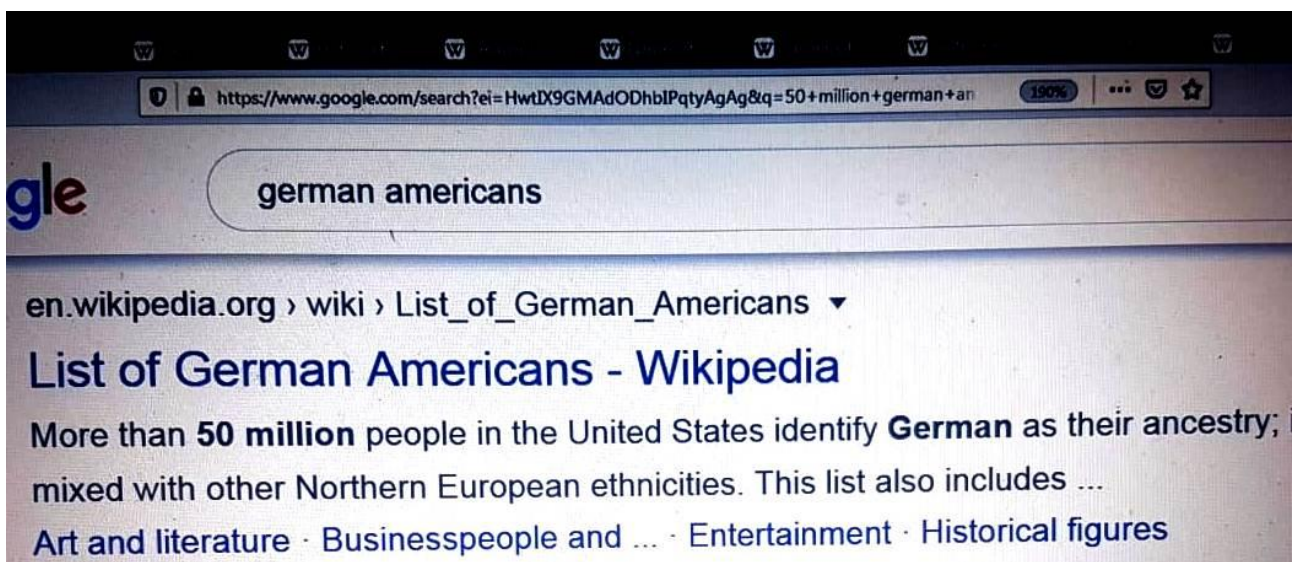 https://www.google.com/search?ei=HwtIX9GMAdODhbIPqtyAgAg&q=50+million+german+an 190%
gle german americans
en.wikipedia.org › wiki › List_of_German_Americans
List of German Americans - Wikipedia
More than 50 million people in the United States identify German as their ancestry; i
mixed with other Northern European ethnicities. This list also includes ...
Art and literature · Businesspeople and ... · Entertainment · Historical figures